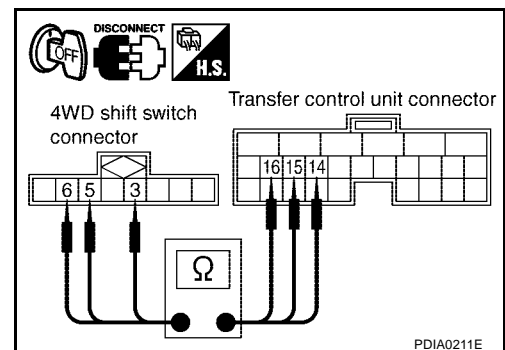 OFF
DISCONNECT
H.S.
4WD shift switch
connector
Transfer control unit connector
6 5 3
16 15 14
Ω
PDIA0211E